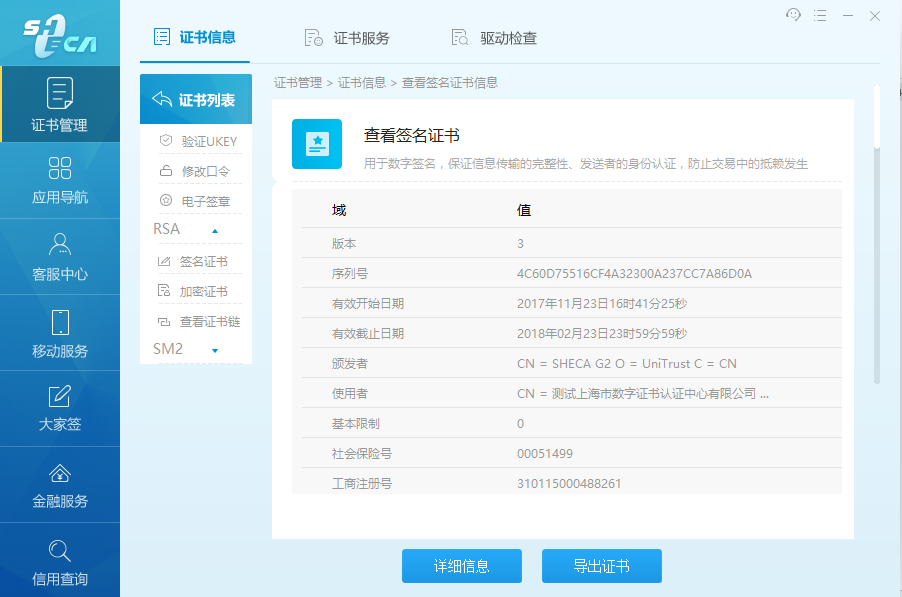 SHECA
证书管理
应用导航
客服中心
移动服务
大家签
金融服务
信用查询
证书信息 证书服务 驱动检查
证书列表
验证UKEY
修改口令
电子签章
RSA
签名证书
加密证书
查看证书链
SM2
证书管理 > 证书信息 > 查看签名证书信息
查看签名证书
用于数字签名，保证信息传输的完整性、发送者的身份认证，防止交易中的抵赖发生
域 值
版本 3
序列号 4C60D75516CF4A32300A237CC7A86D0A
有效开始日期 2017年11月23日16时41分25秒
有效截止日期 2018年02月23日23时59分59秒
颁发者 CN = SHECA G2 O = UniTrust C = CN
使用者 CN = 测试上海市数字证书认证中心有限公司 ...
基本限制 0
社会保险号 00051499
工商注册号 310115000488261
详细信息 导出证书